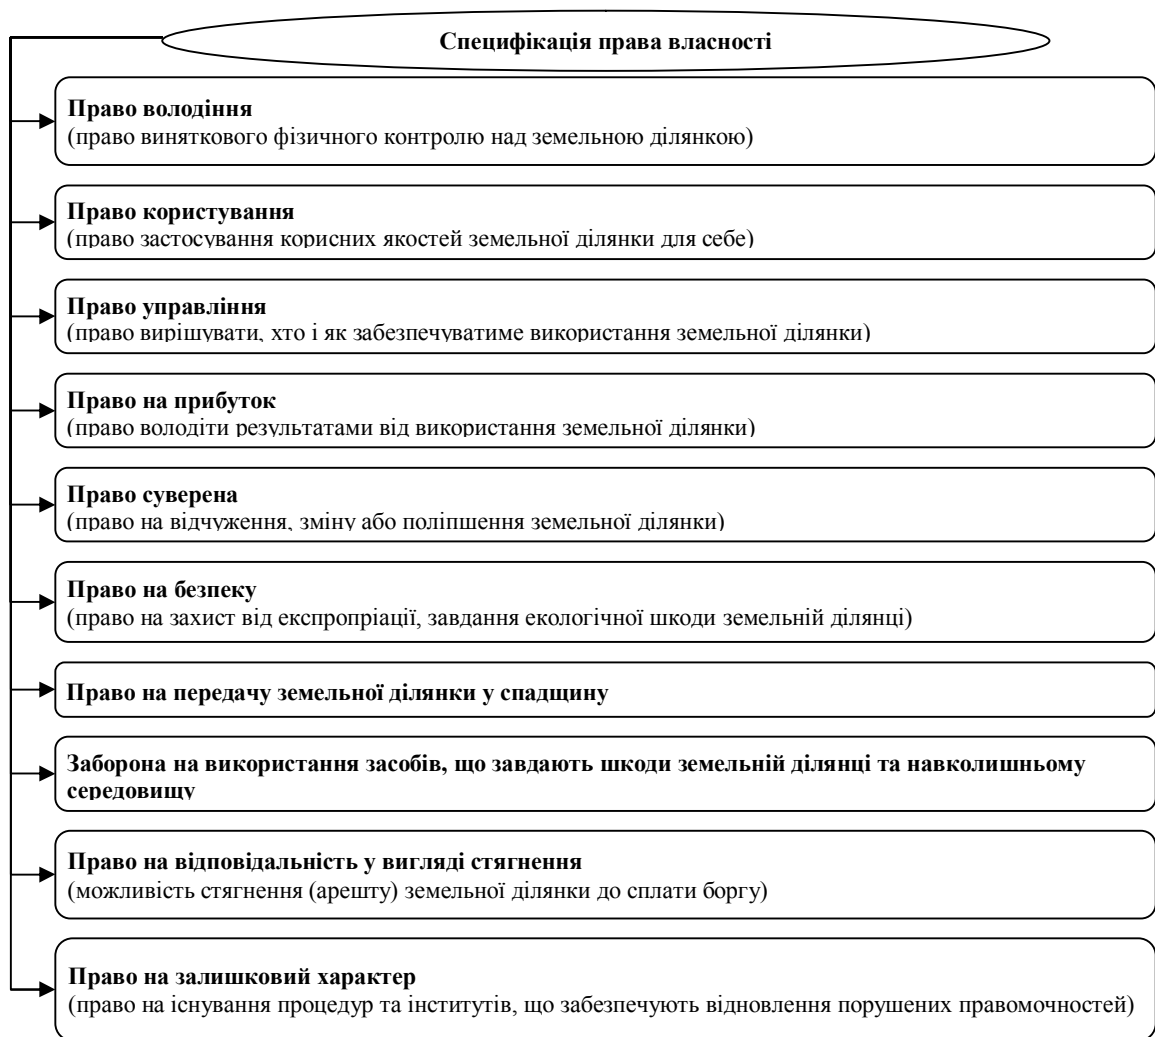 Специфікація права власності
Право володіння
(право виняткового фізичного контролю над земельною ділянкою)
Право користування
(право застосування корисних якостей земельної ділянки для себе)
Право управління
(право вирішувати, хто і як забезпечуватиме використання земельної ділянки)
Право на прибуток
(право володіти результатами від використання земельної ділянки)
Право суверена
(право на відчуження, зміну або поліпшення земельної ділянки)
Право на безпеку
(право на захист від експропріації, завдання екологічної шкоди земельній ділянці)
Право на передачу земельної ділянки у спадщину
Заборона на використання засобів, що завдають шкоди земельній ділянці та навколишньому
середовищу
Право на відповідальність у вигляді стягнення
(можливість стягнення (арешту) земельної ділянки до сплати боргу)
Право на залишковий характер
(право на існування процедур та інститутів, що забезпечують відновлення порушених правомочностей)